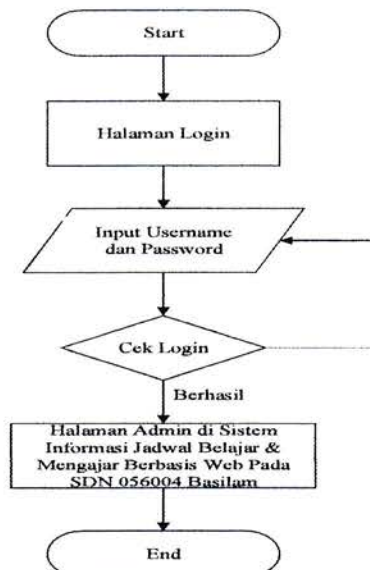 Start
Halaman Login
Input Username
dan Password
Cek Login
Berhasil
Halaman Admin di Sistem
Informasi Jadwal Belajar &
Mengajar Berbasis Web Pada
SDN 056004 Basilam
End